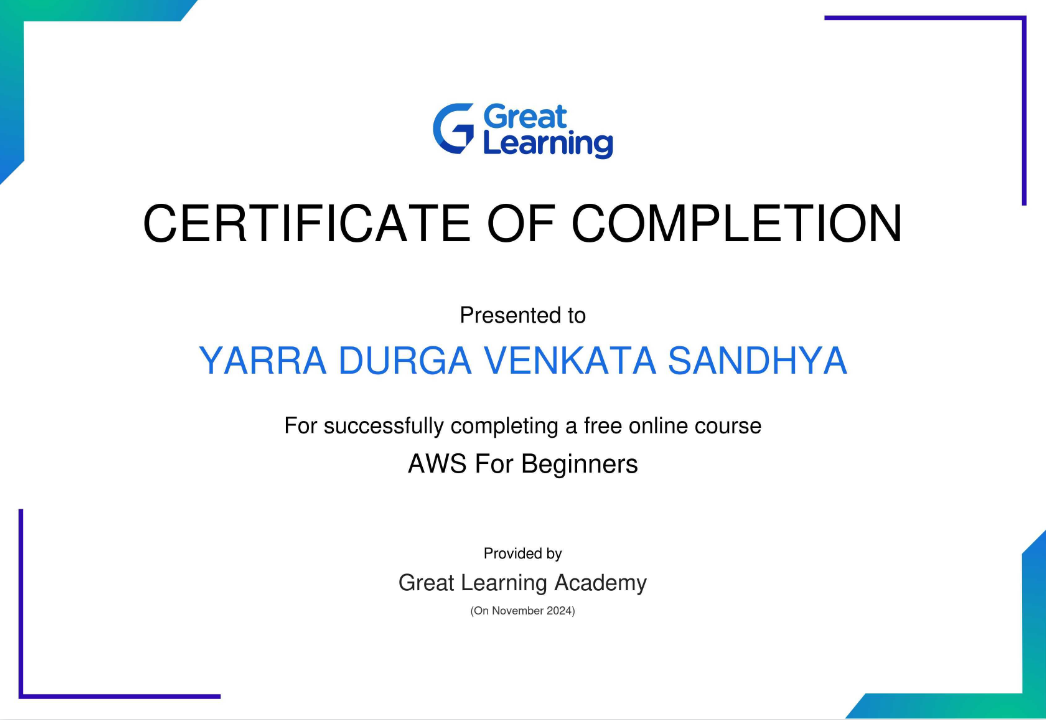 Great
Learning
CERTIFICATE OF COMPLETION
Presented to
YARRA DURGA VENKATA SANDHYA
For successfully completing a free online course
AWS For Beginners
Provided by
Great Learning Academy
(On November 2024)